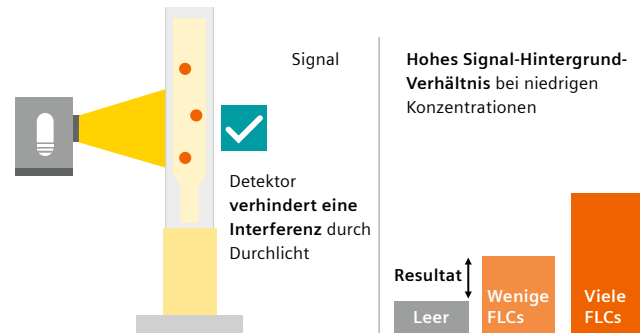 Signal
Detektor
verhindert eine
Interferenz durch
Durchlicht
Hohes Signal-Hintergrund-
Verhältnis bei niedrigen
Konzentrationen
Resultat
Leer
Wenige
FLCs
Viele
FLCs